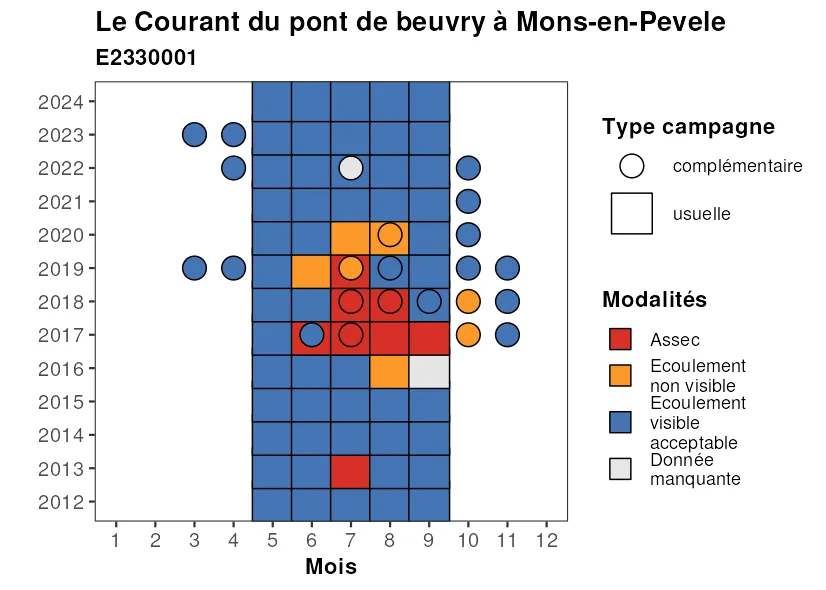 Le Courant du pont de beuvry à Mons-en-Pevele
E2330001
2024
2023
2022
2021
2020
2019
2018
2017
2016
2015
2014
2013
2012
1 2 3 4 5 6 7 8 9 10 11 12
Mois
Type campagne
complémentaire
usuelle
Modalités
Assec
Ecoulement
non visible
Ecoulement
visible
acceptable
Donnée
manquante